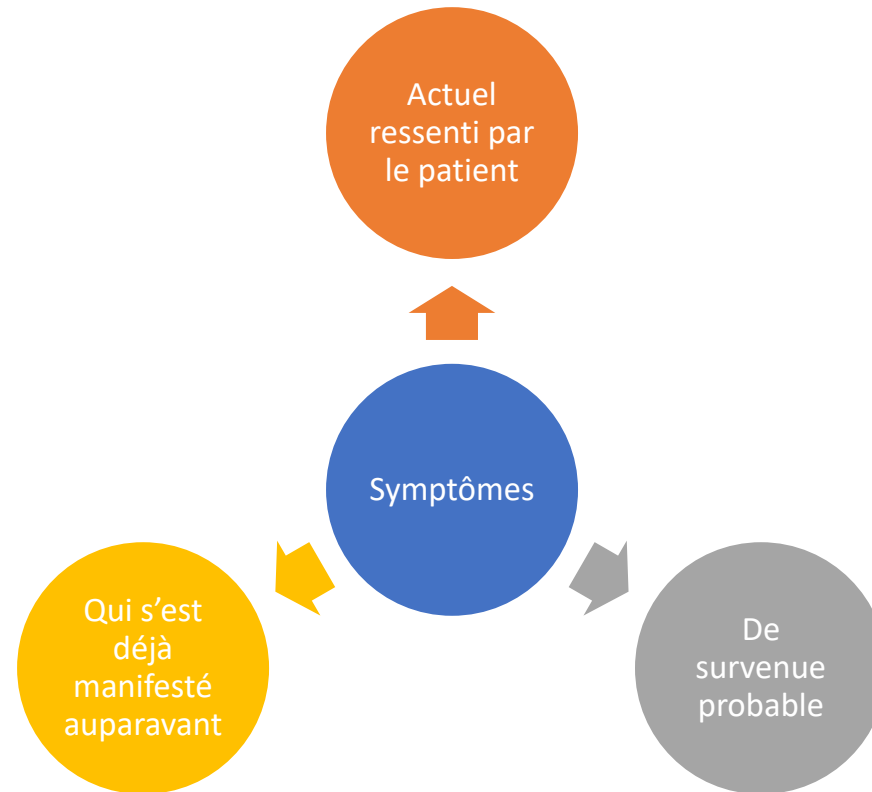 Actuel
ressenti par
le patient
Symptômes
Qui s’est
déjà
manifesté
auparavant
De
survenue
probable